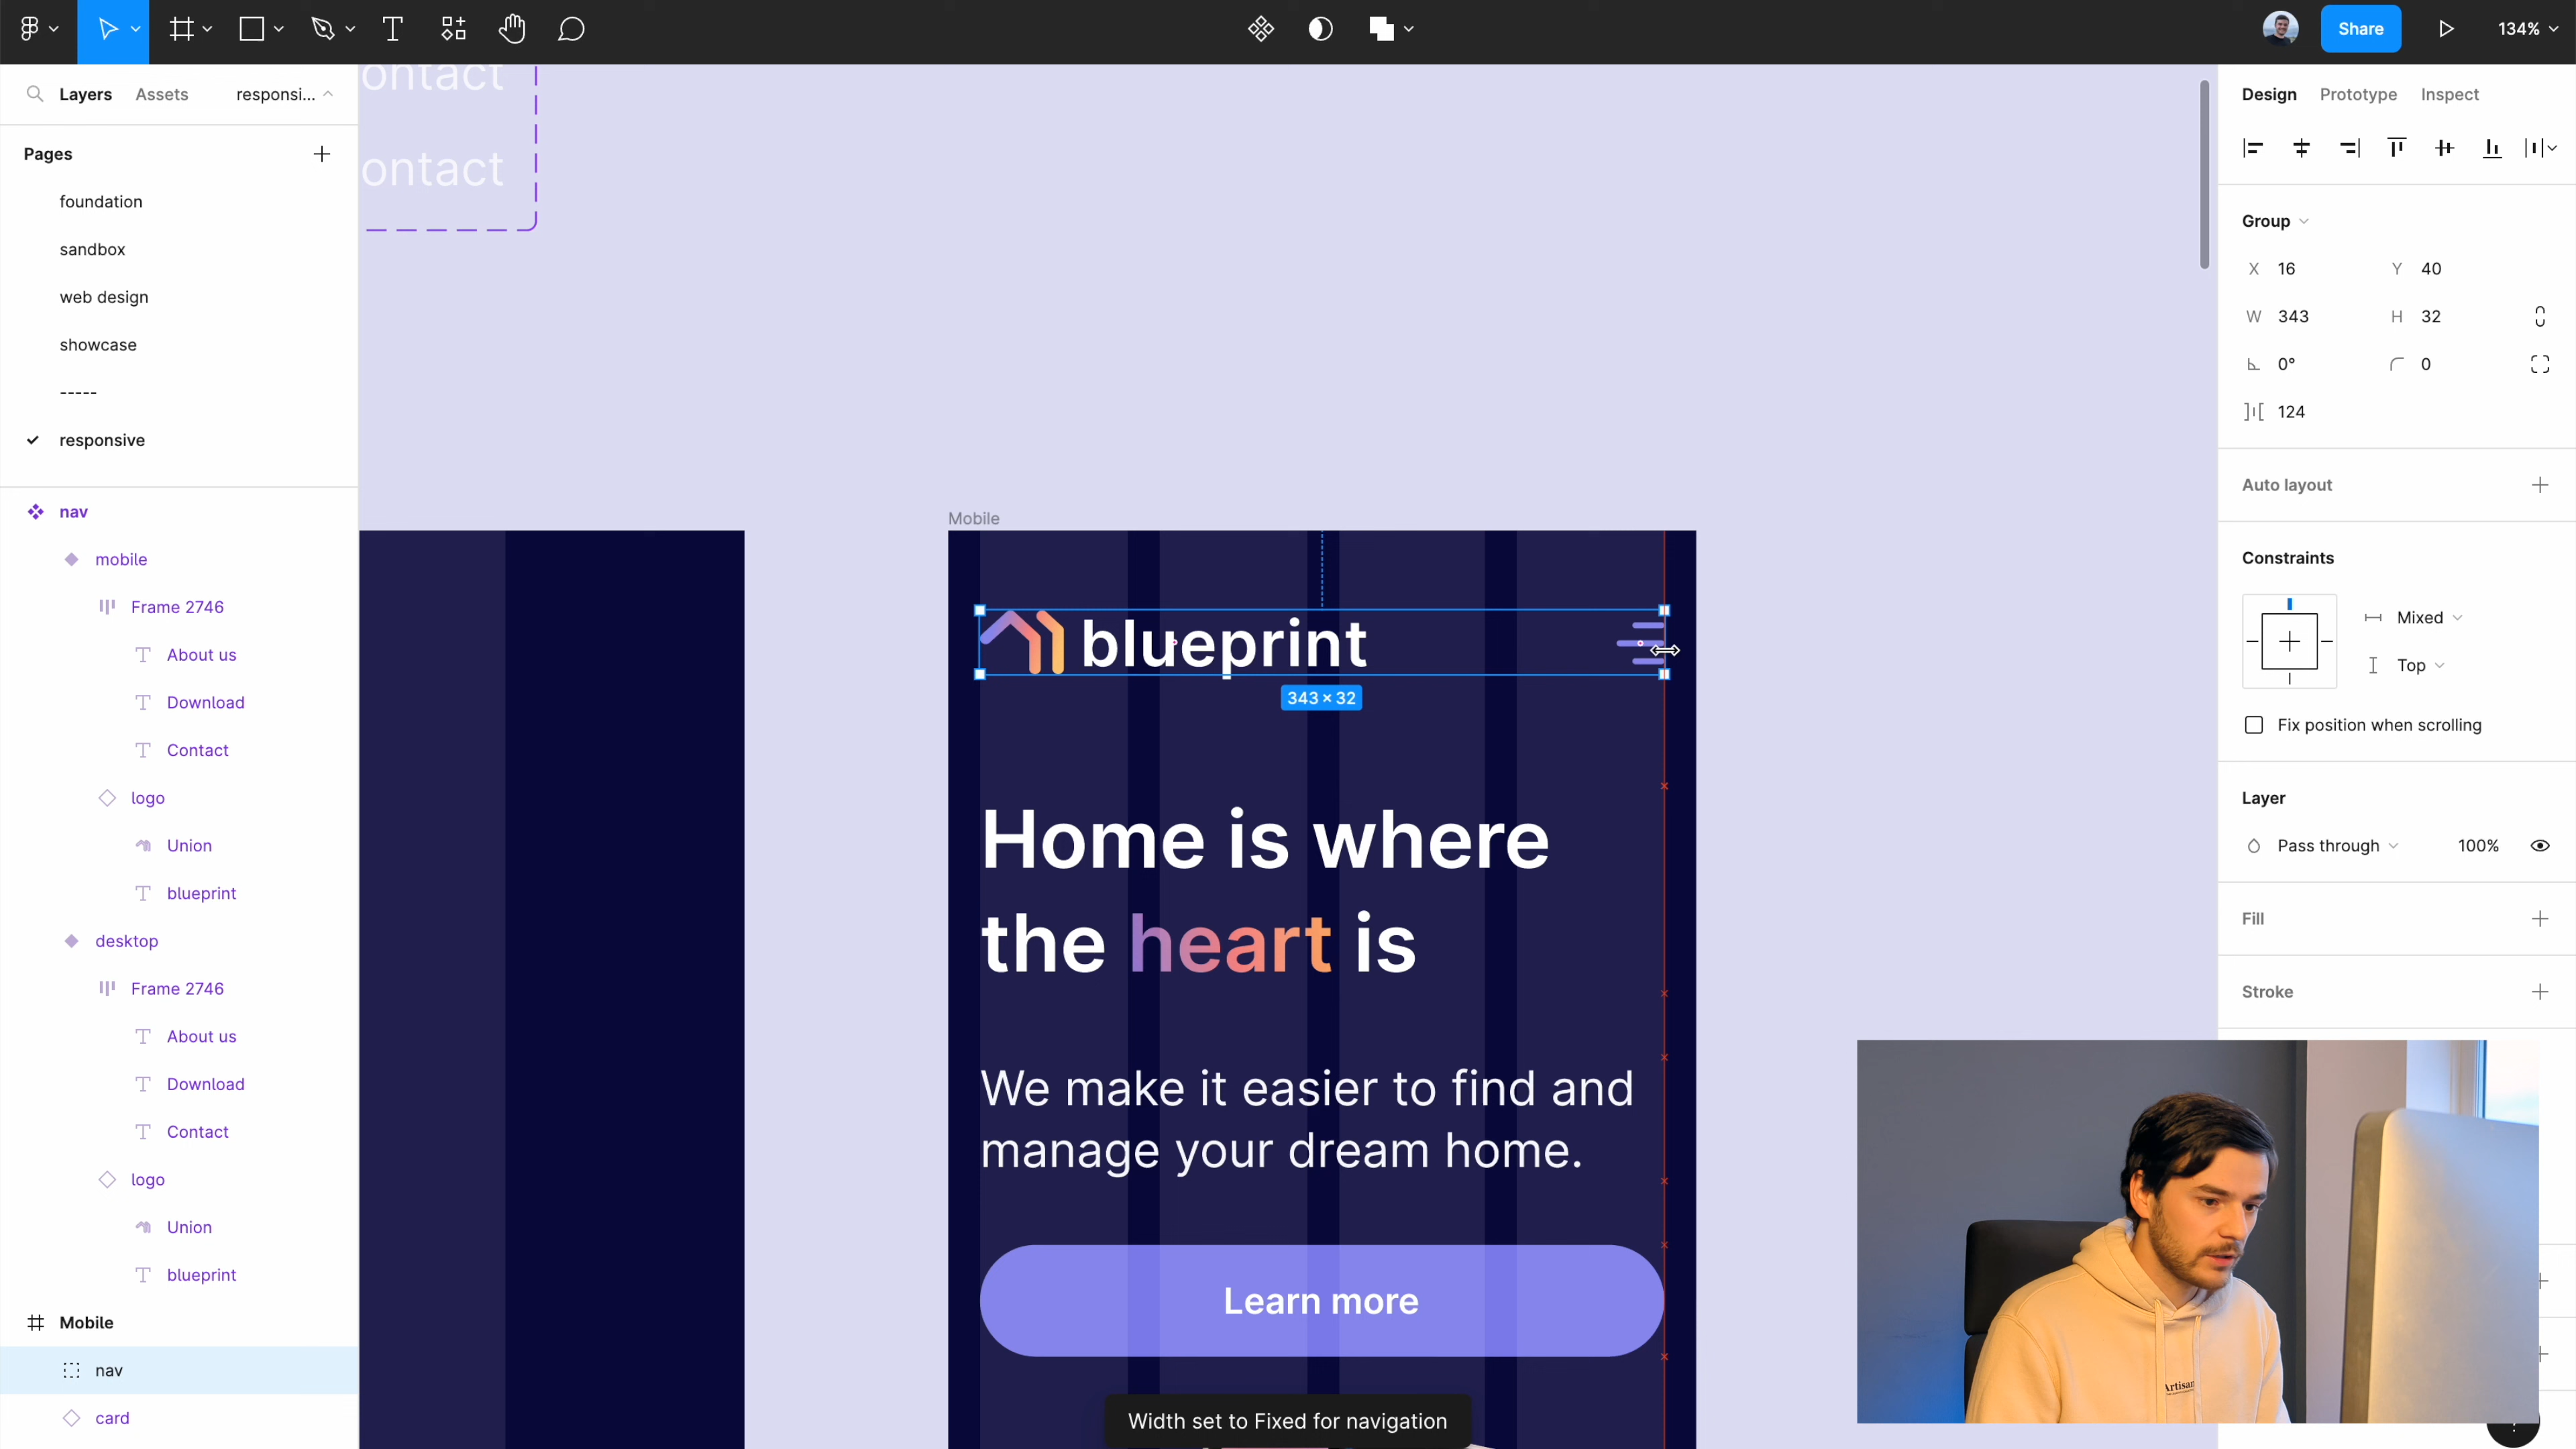 Share
134%
Layers
Assets
responsi...
Pages
foundation
sandbox
web design
showcase
-----
responsive
nav
mobile
Frame 2746
About us
Download
Contact
logo
Union
blueprint
desktop
Frame 2746
About us
Download
Contact
logo
Union
blueprint
Mobile
nav
card
ontact
ontact
Mobile
blueprint
343 × 32
Home is where
the heart is
We make it easier to find and
manage your dream home.
Learn more
Width set to Fixed for navigation
Design
Prototype
Inspect
Group
X 16
Y 40
W 343
H 32
0°
0
124
Auto layout
Constraints
Mixed
Top
Fix position when scrolling
Layer
Pass through
100%
Fill
Stroke
Artisan